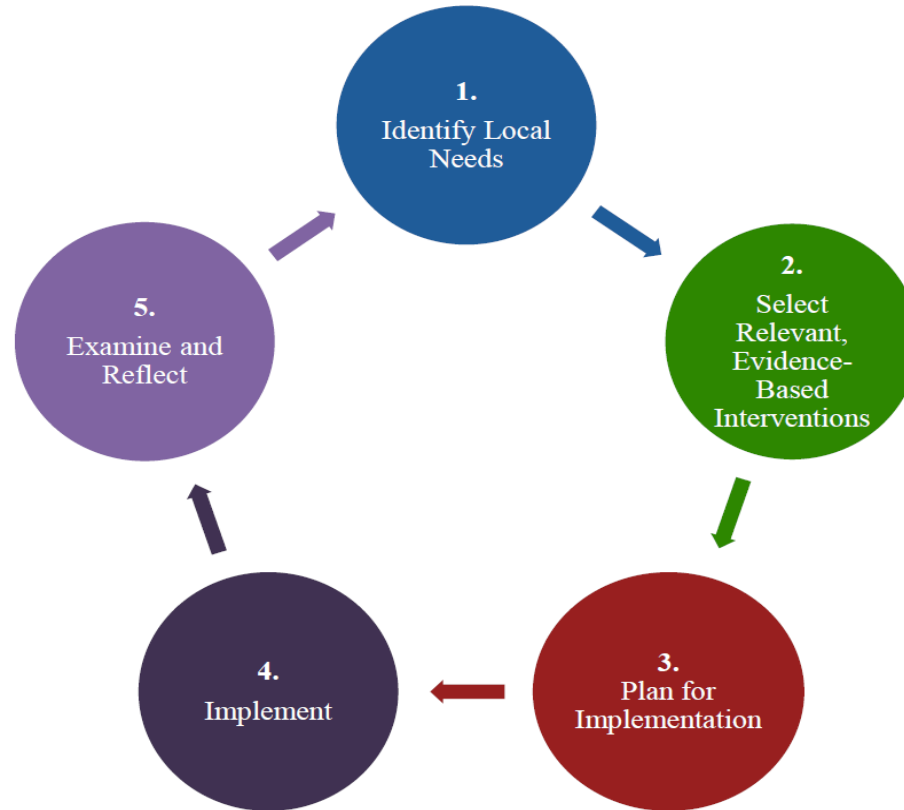 1.
Identify Local
Needs
2.
Select
Relevant,
Evidence-
Based
Interventions
3.
Plan for
Implementation
4.
Implement
5.
Examine and
Reflect